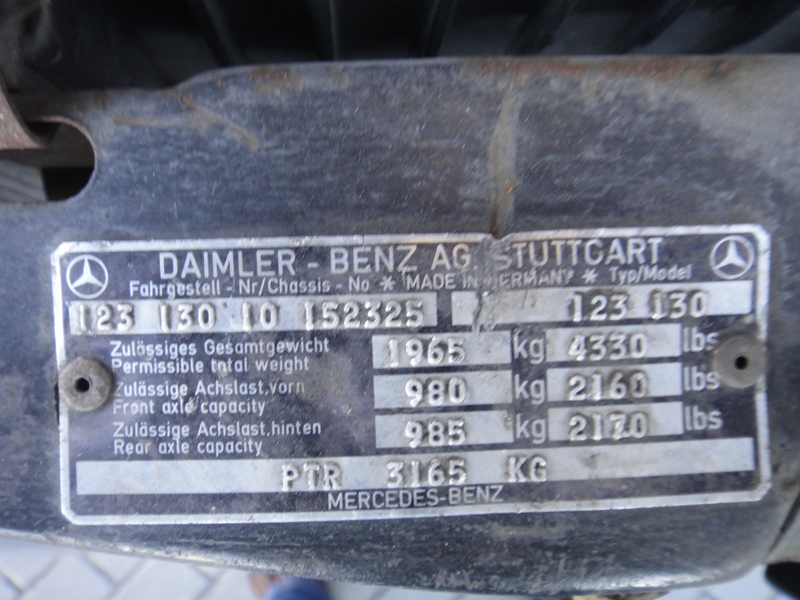 DAIMLER - BENZ AG STUTTGART
Fahrgestell - Nr/Chassis - No * MADE IN GERMANY * Typ/Model
123 130 10 152325 123 130
Zulässiges Gesamtgewicht
Permissible total weight 1965 kg 4330 lbs
Zulässige Achslast,vorn
Front axle capacity 980 kg 2160 lbs
Zulässige Achslast,hinten
Rear axle capacity 985 kg 2170 lbs
PTR 3165 KG
MERCEDES-BENZ